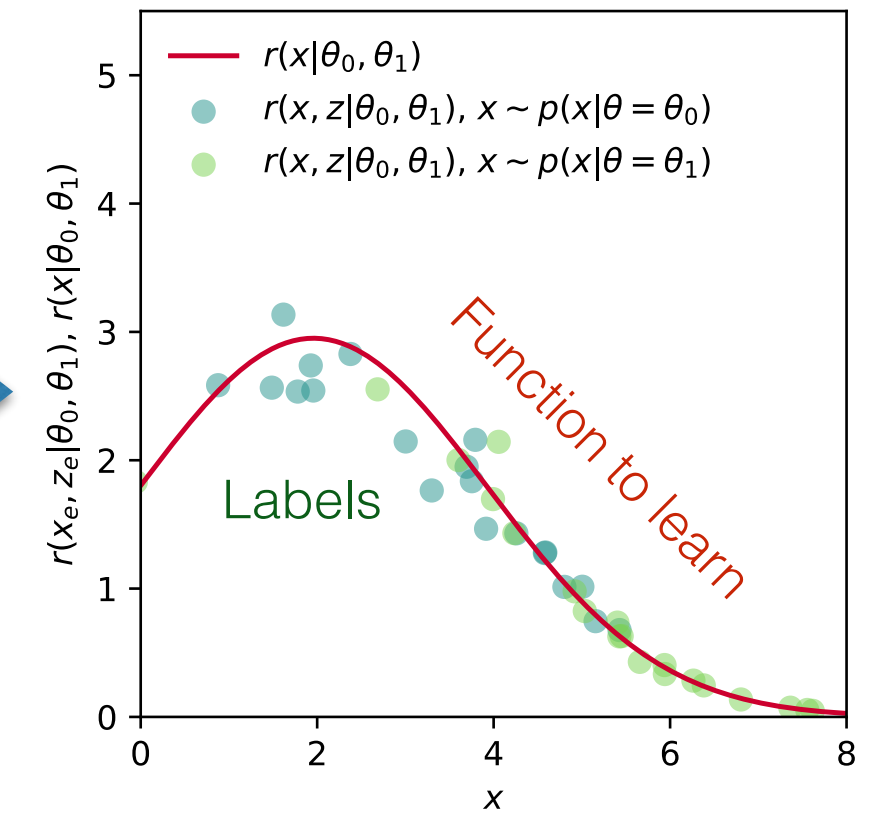 r(x|θ₀, θ₁)
r(x, z|θ₀, θ₁), x ~ p(x|θ = θ₀)
r(x, z|θ₀, θ₁), x ~ p(x|θ = θ₁)
r(xₑ, zₑ|θ₀, θ₁), r(x|θ₀, θ₁)
5
4
3
2
1
0
Function to learn
Labels
0 2 4 6 8
x